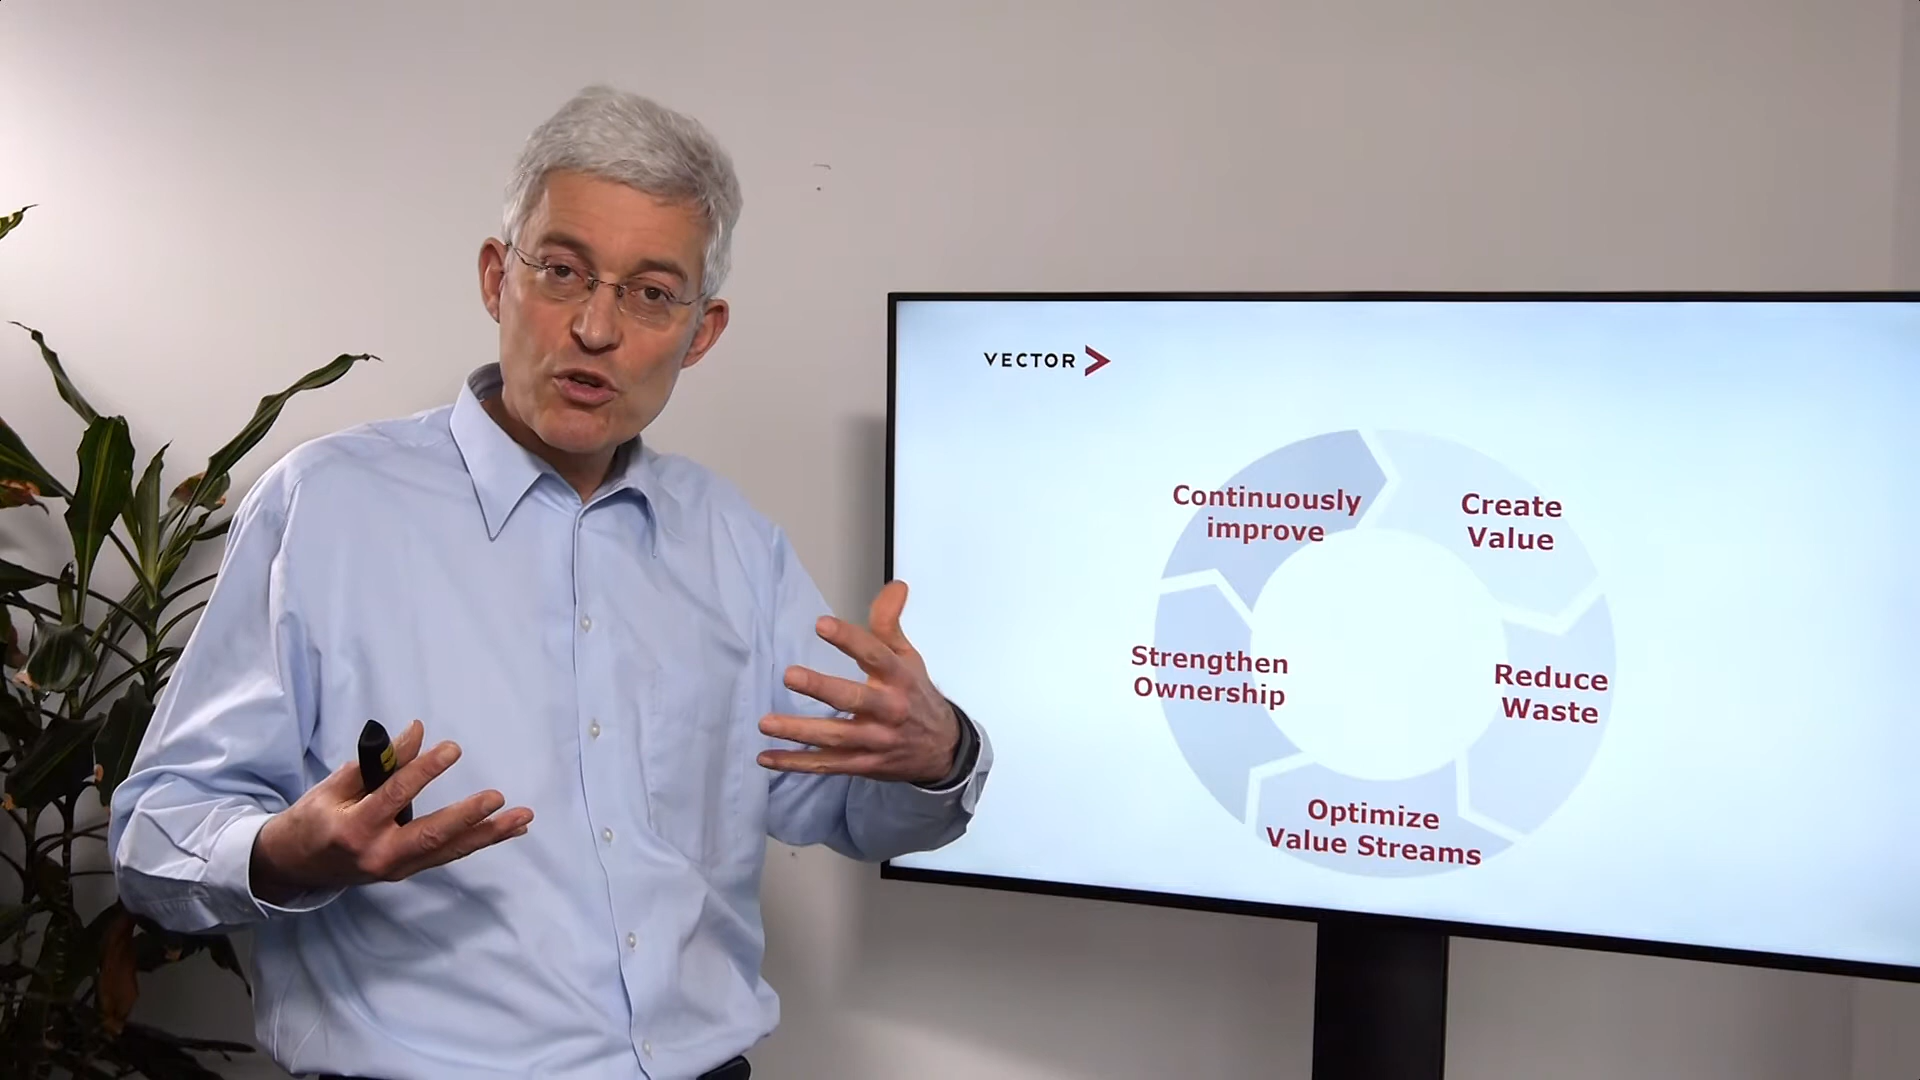 VECTOR
Continuously
improve
Create
Value
Strengthen
Ownership
Reduce
Waste
Optimize
Value Streams